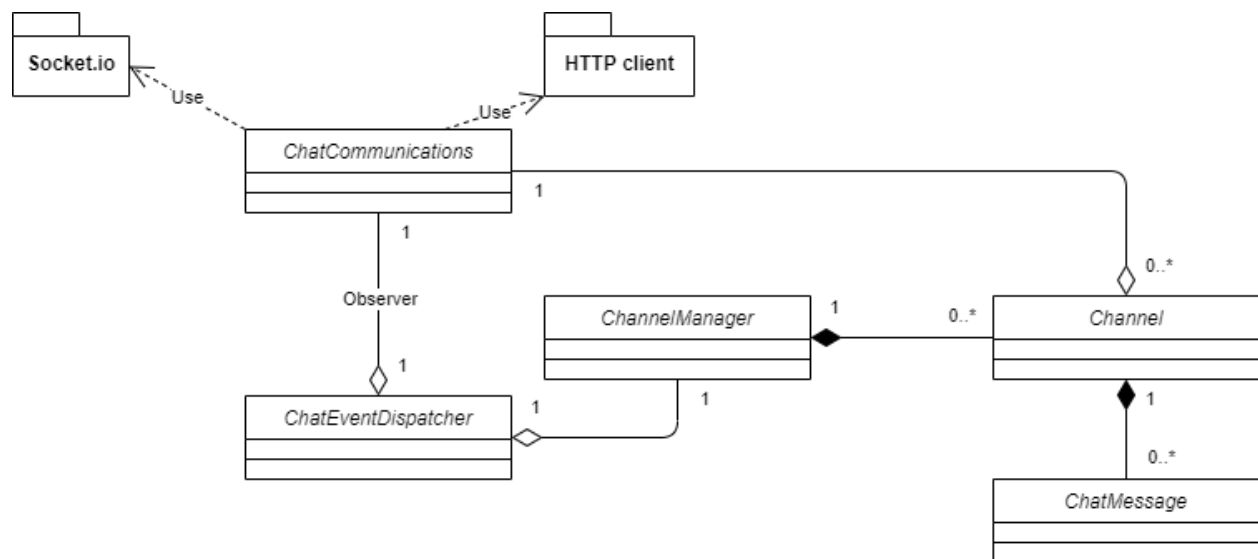 Socket.io
HTTP client
Use
Use
ChatCommunications
1
1
0..*
Observer
ChannelManager
1
0..*
Channel
1
1
1
1
ChatEventDispatcher
0..*
ChatMessage